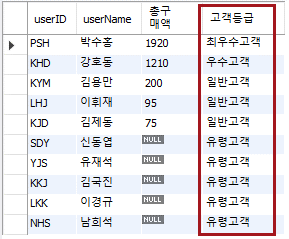 userID userName 총구매액 고객등급
PSH 박수홍 1920 최우수고객
KHD 강호동 1210 우수고객
KYM 김용만 200 일반고객
LHJ 이휘재 95 일반고객
KJD 김제동 75 일반고객
SDY 신동엽 NULL 유령고객
YJS 유재석 NULL 유령고객
KKJ 김국진 NULL 유령고객
LKK 이경규 NULL 유령고객
NHS 남희석 NULL 유령고객